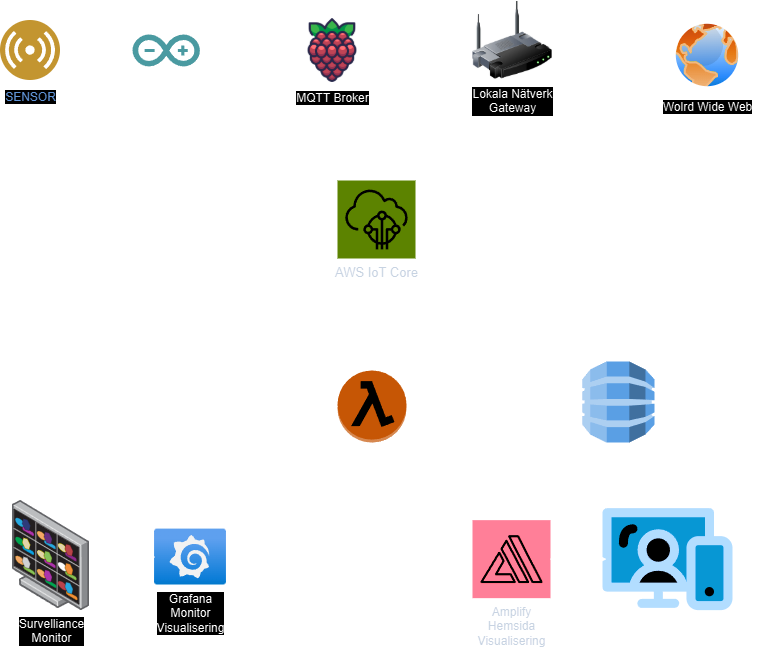 SENSOR
MQTT Broker
Lokala Nätverk
Gateway
Wolrd Wide Web
AWS IoT Core
Survelliance
Monitor
Grafana
Monitor
Visualisering
Amplify
Hemsida
Visualisering